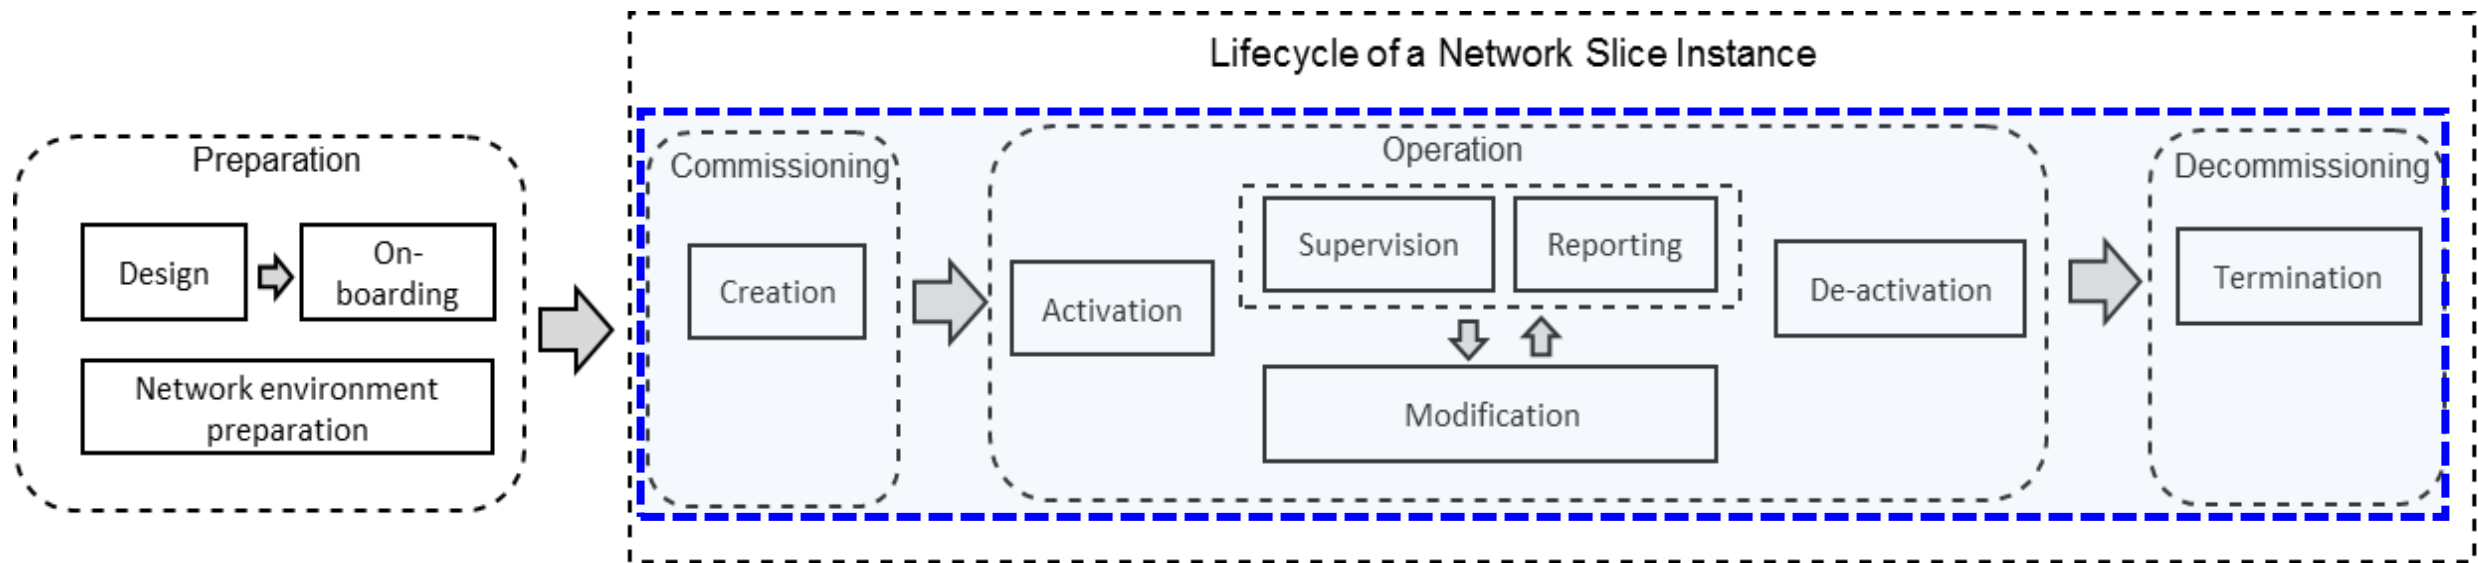 Lifecycle of a Network Slice Instance
Preparation
Design
On-
boarding
Network environment
preparation
Commissioning
Creation
Operation
Activation
Supervision
Reporting
Modification
De-activation
Decommissioning
Termination